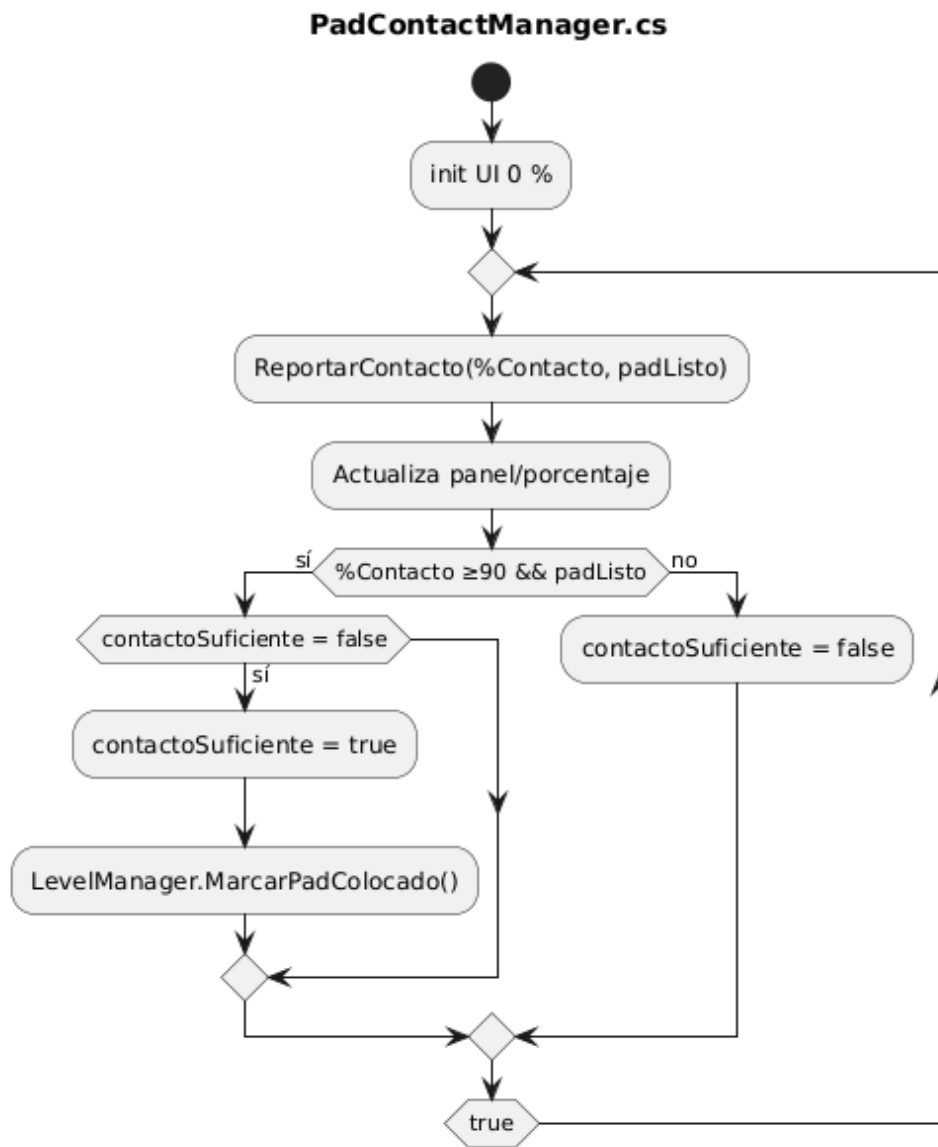 PadContactManager.cs
init UI 0 %
ReportarContacto(%Contacto, padListo)
Actualiza panel/porcentaje
sí
%Contacto ≥90 && padListo
no
contactoSuficiente = false
contactoSuficiente = false
sí
contactoSuficiente = true
LevelManager.MarcarPadColocado()
true